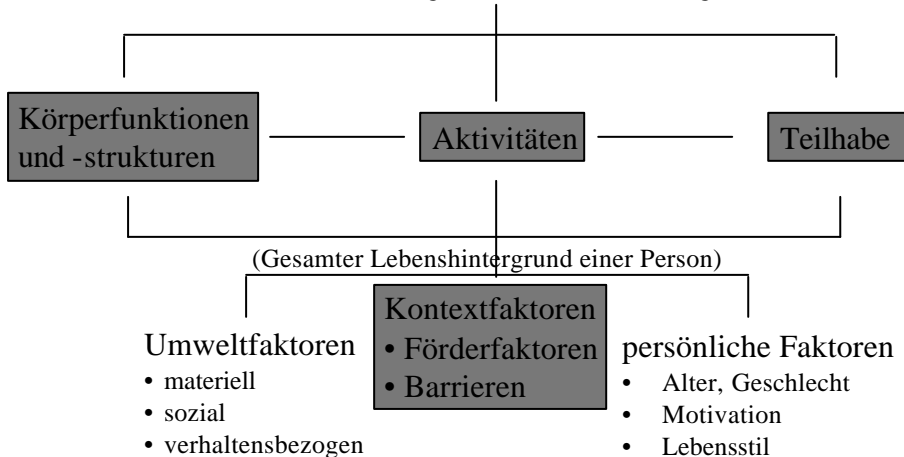 Körperfunktionen
und -strukturen
Aktivitäten
Teilhabe
(Gesamter Lebenshintergrund einer Person)
Kontextfaktoren
• Förderfaktoren
• Barrieren
Umweltfaktoren
• materiell
• sozial
• verhaltensbezogen
persönliche Faktoren
• Alter, Geschlecht
• Motivation
• Lebensstil